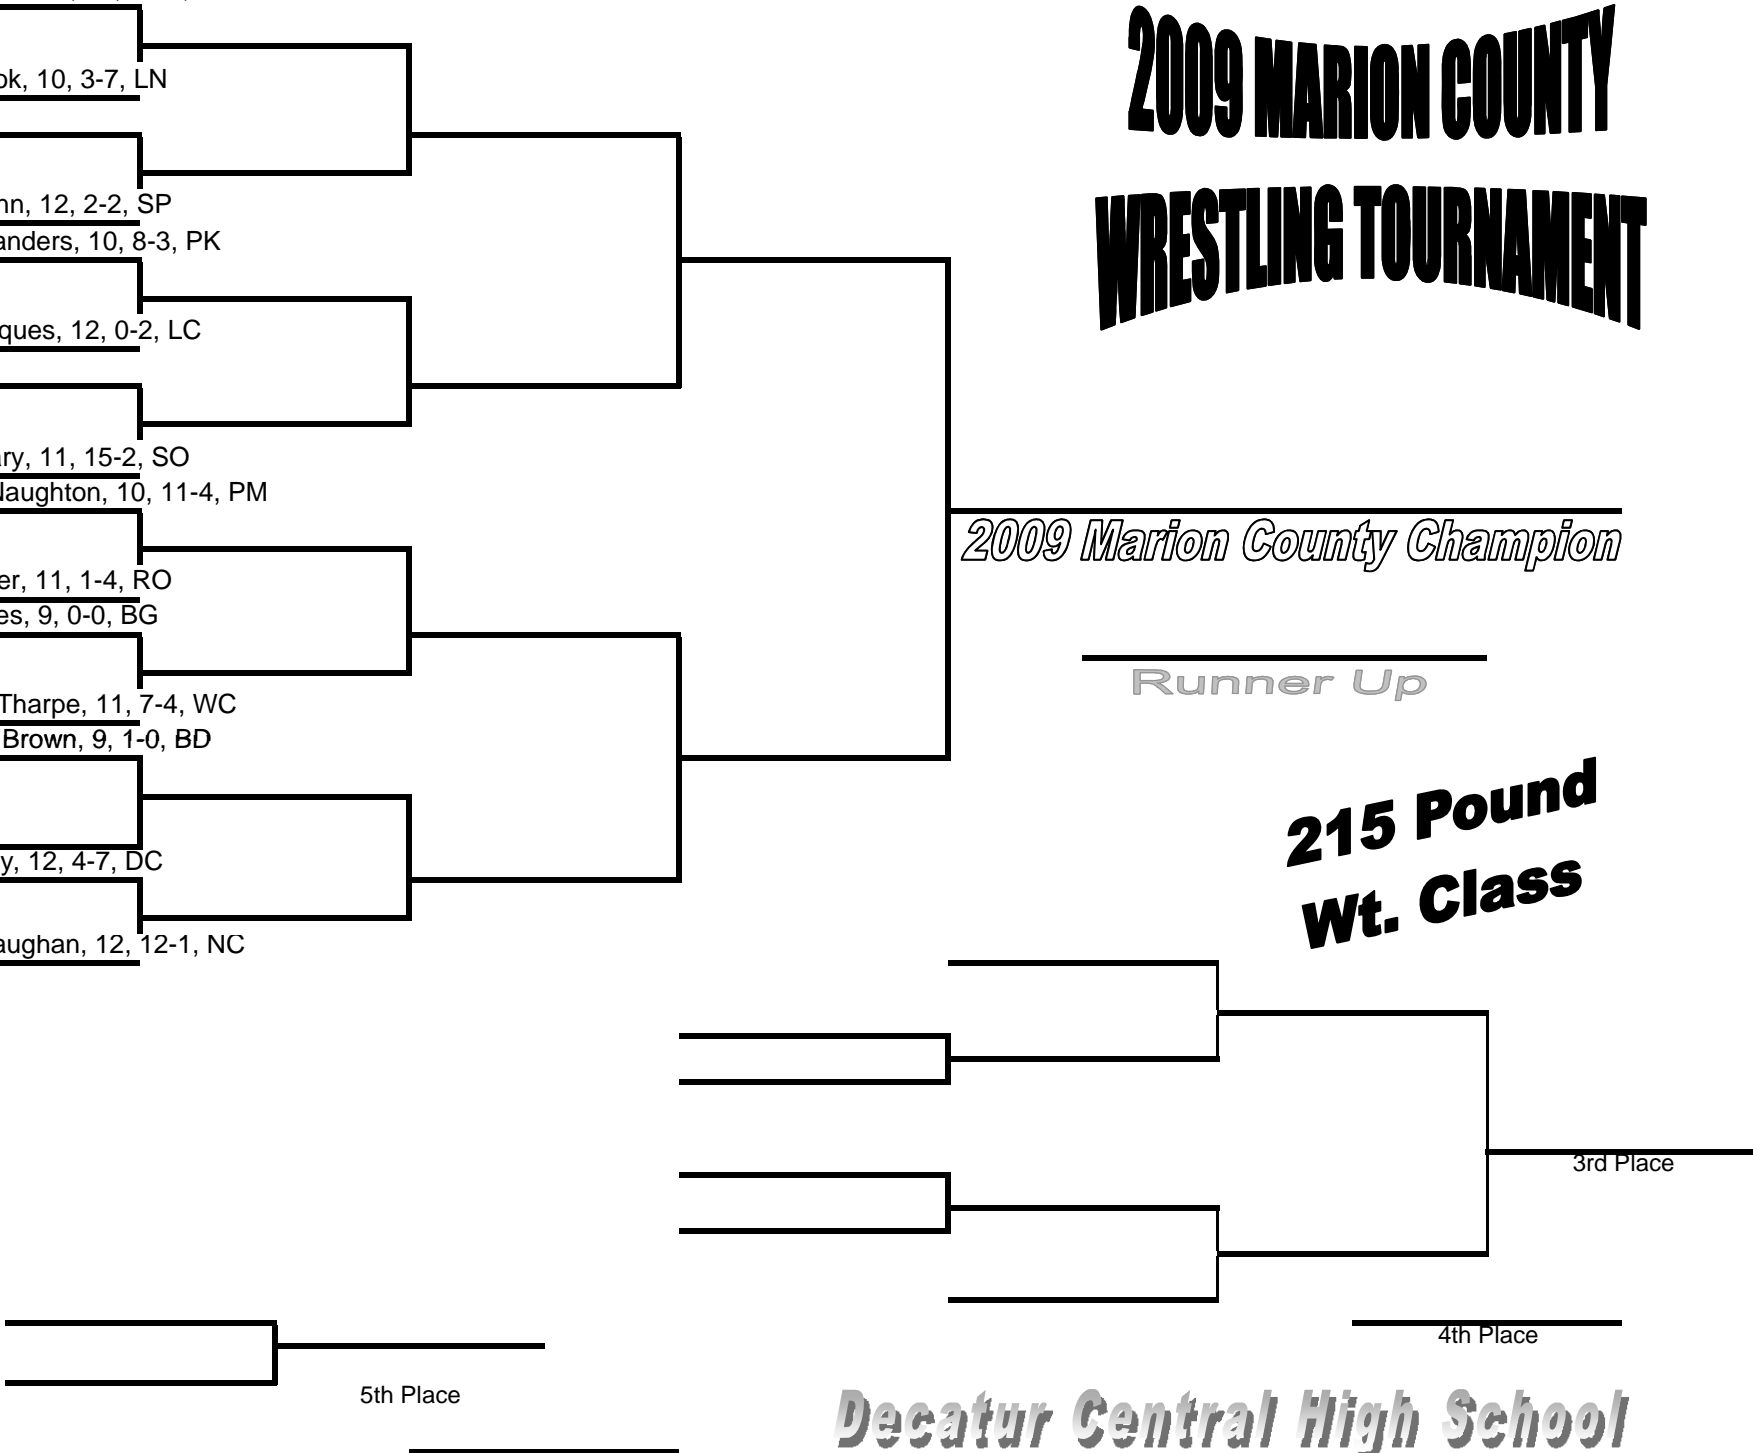 2009 MARION COUNTY
WRESTLING TOURNAMENT
ok, 10, 3-7, LN
nn, 12, 2-2, SP
anders, 10, 8-3, PK
ques, 12, 0-2, LC
ary, 11, 15-2, SO
Naughton, 10, 11-4, PM
er, 11, 1-4, RO
es, 9, 0-0, BG
Tharpe, 11, 7-4, WC
Brown, 9, 1-0, BD
y, 12, 4-7, DC
aughan, 12, 12-1, NC
2009 Marion County Champion
Runner Up
215 Pound
Wt. Class
3rd Place
4th Place
5th Place
Decatur Central High School